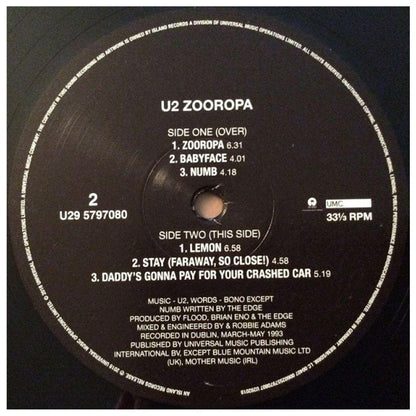 U2 ZOOROPA
SIDE ONE (OVER)
1. ZOOROPA 6.31
2. BABYFACE 4.01
3. NUMB 4.18
2
U29 5797080
ISLAND
UMC
33⅓ RPM
SIDE TWO (THIS SIDE)
1. LEMON 6.58
2. STAY (FARAWAY, SO CLOSE!) 4.58
3. DADDY'S GONNA PAY FOR YOUR CRASHED CAR 5.19
MUSIC - U2, WORDS - BONO EXCEPT
NUMB WRITTEN BY THE EDGE
PRODUCED BY FLOOD, BRIAN ENO & THE EDGE
MIXED & ENGINEERED BY & ROBBIE ADAMS
RECORDED IN DUBLIN, MARCH-MAY 1993
PUBLISHED BY UNIVERSAL MUSIC PUBLISHING
INTERNATIONAL BV, EXCEPT BLUE MOUNTAIN MUSIC LTD
(UK), MOTHER MUSIC (IRL)
AN ISLAND RECORDS RELEASE.